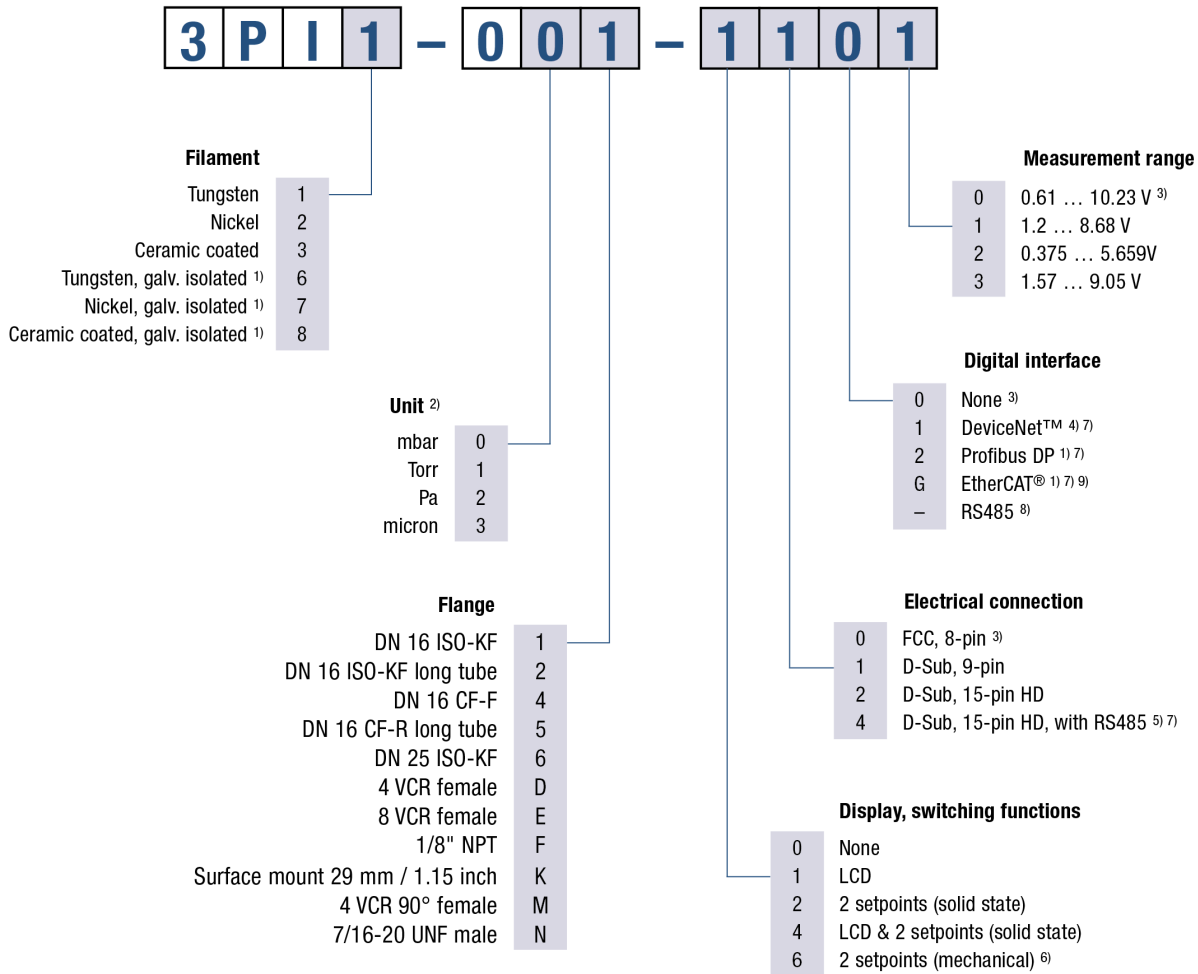 3PI1 – 001 – 1101
Filament
Tungsten 1
Nickel 2
Ceramic coated 3
Tungsten, galv. isolated 1) 6
Nickel, galv. isolated 1) 7
Ceramic coated, galv. isolated 1) 8
Unit 2)
mbar 0
Torr 1
Pa 2
micron 3
Flange
DN 16 ISO-KF 1
DN 16 ISO-KF long tube 2
DN 16 CF-F 4
DN 16 CF-R long tube 5
DN 25 ISO-KF 6
4 VCR female D
8 VCR female E
1/8" NPT F
Surface mount 29 mm / 1.15 inch K
4 VCR 90° female M
7/16-20 UNF male N
Measurement range
0 0.61 … 10.23 V 3)
1 1.2 … 8.68 V
2 0.375 … 5.659V
3 1.57 … 9.05 V
Digital interface
0 None 3)
1 DeviceNet™ 4) 7)
2 Profibus DP 1) 7)
G EtherCAT® 1) 7) 9)
– RS485 8)
Electrical connection
0 FCC, 8-pin 3)
1 D-Sub, 9-pin
2 D-Sub, 15-pin HD
4 D-Sub, 15-pin HD, with RS485 5) 7)
Display, switching functions
0 None
1 LCD
2 2 setpoints (solid state)
4 LCD & 2 setpoints (solid state)
6 2 setpoints (mechanical) 6)